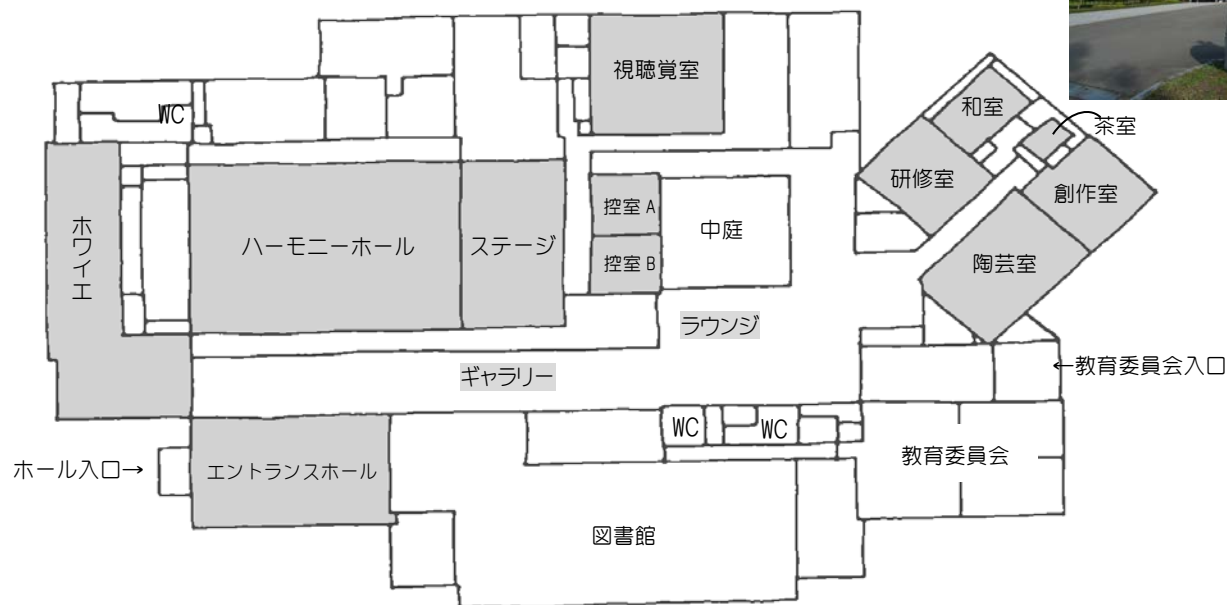 視聴覚室
WC
和室
茶室
研修室
創作室
控室 A
中庭
ホワイエ
ハーモニーホール
ステージ
控室 B
陶芸室
ラウンジ
ギャラリー
←教育委員会入口
WC
WC
ホール入口→
エントランスホール
教育委員会
図書館